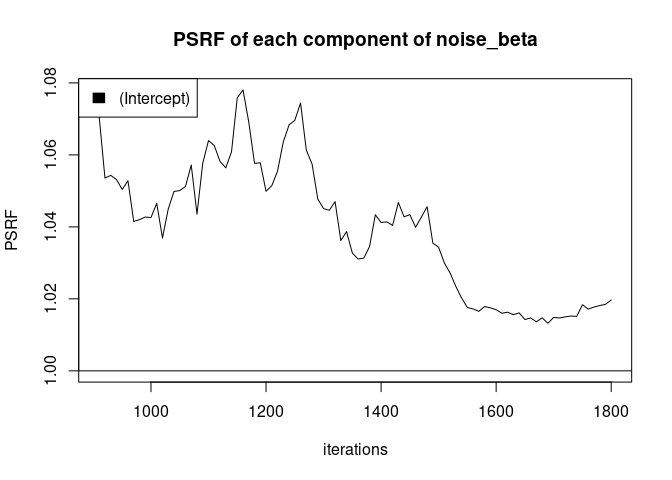 PSRF of each component of noise_beta
(Intercept)
PSRF
1.08
1.06
1.04
1.02
1.00
1000 1200 1400 1600 1800
iterations